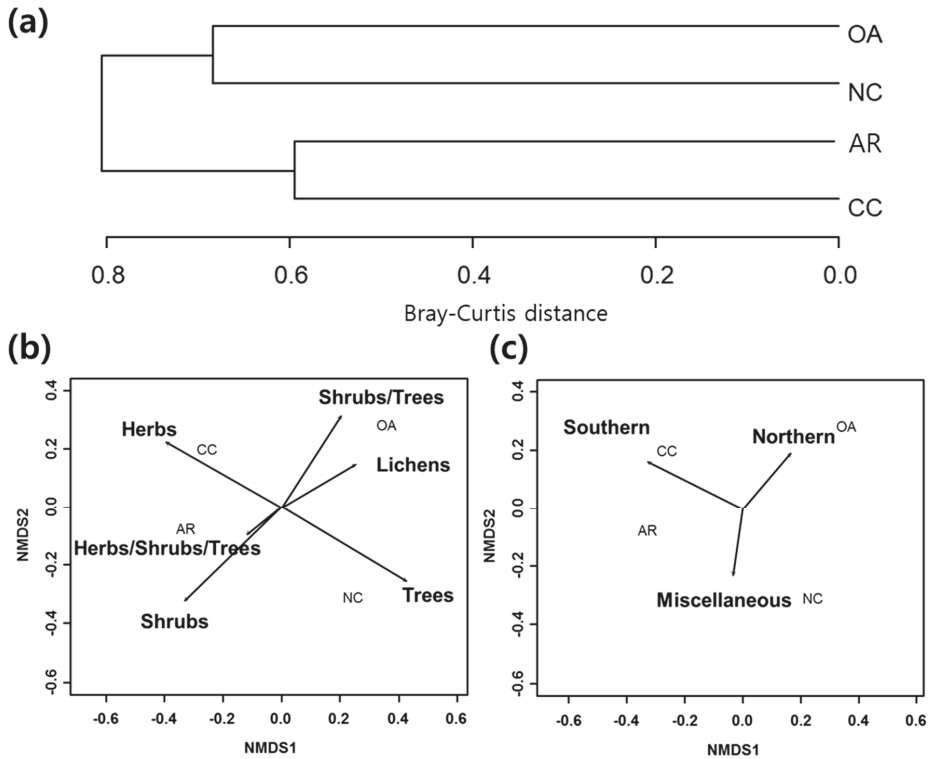 (a)
OA
NC
AR
CC
0.8 0.6 0.4 0.2 0.0
Bray-Curtis distance
(b)
0.4
0.2
0.0
-0.2
-0.4
-0.6
NMDS2
Shrubs/Trees
OA
Herbs
CC
Lichens
AR
Herbs/Shrubs/Trees
NC
Trees
Shrubs
-0.6 -0.4 -0.2 0.0 0.2 0.4 0.6
NMDS1
(c)
0.4
0.2
0.0
-0.2
-0.4
-0.6
NMDS2
Southern
CC
Northern
OA
AR
Miscellaneous
NC
-0.6 -0.4 -0.2 0.0 0.2 0.4 0.6
NMDS1